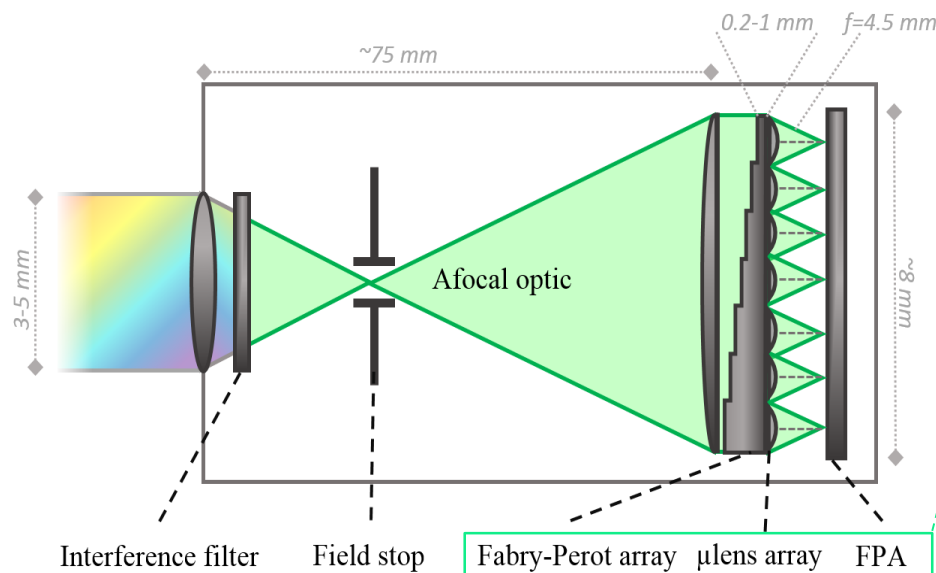 0.2-1 mm
f=4.5 mm
~75 mm
3-5 mm
Afocal optic
~8 mm
Interference filter
Field stop
Fabry-Perot array
µlens array
FPA